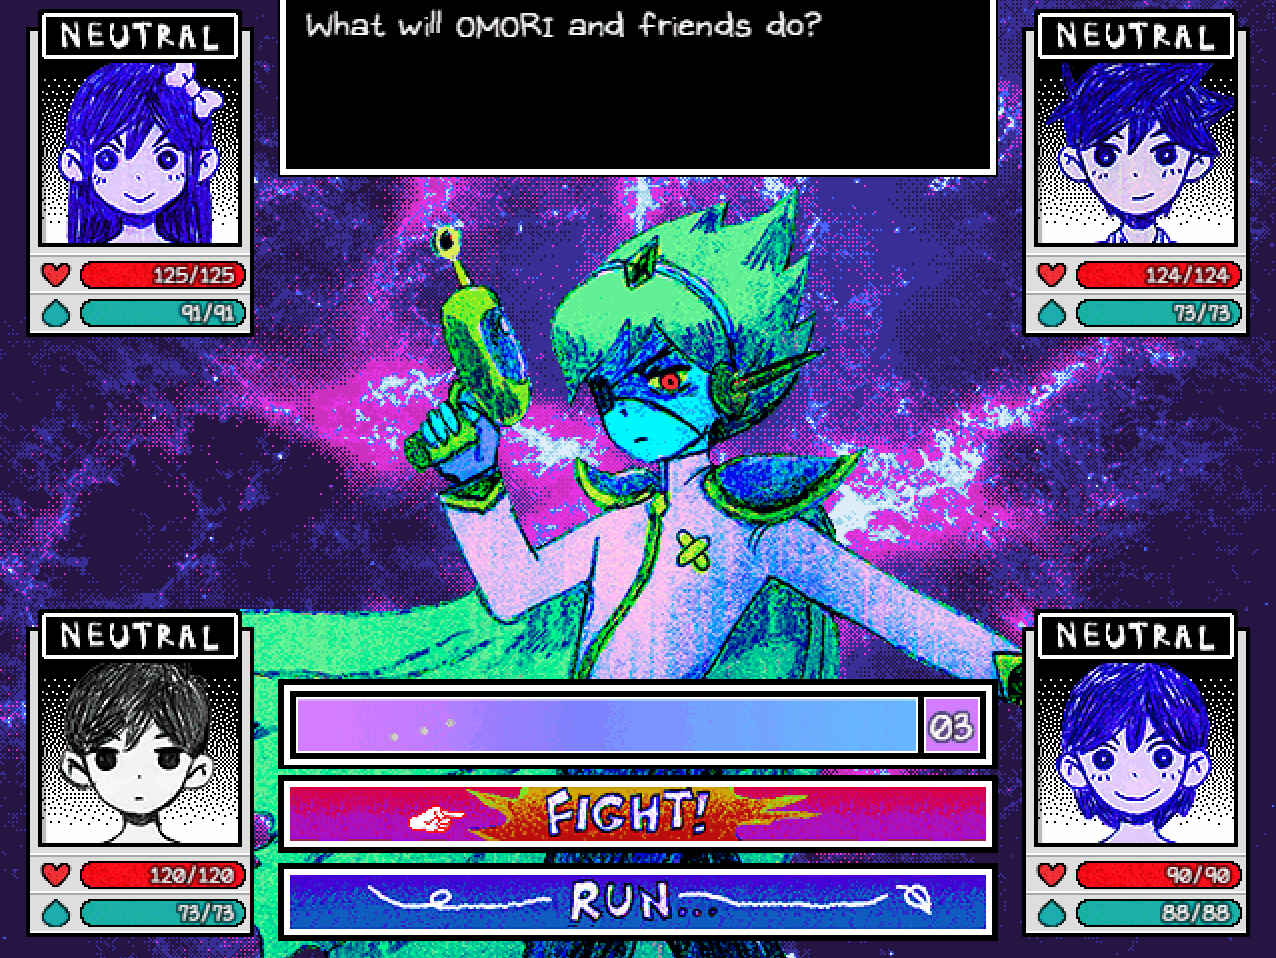 NEUTRAL
What will OMORI and friends do?
NEUTRAL
125/125
91/91
124/124
73/73
NEUTRAL
NEUTRAL
03
FIGHT!
RUN...
120/120
73/73
90/90
88/88